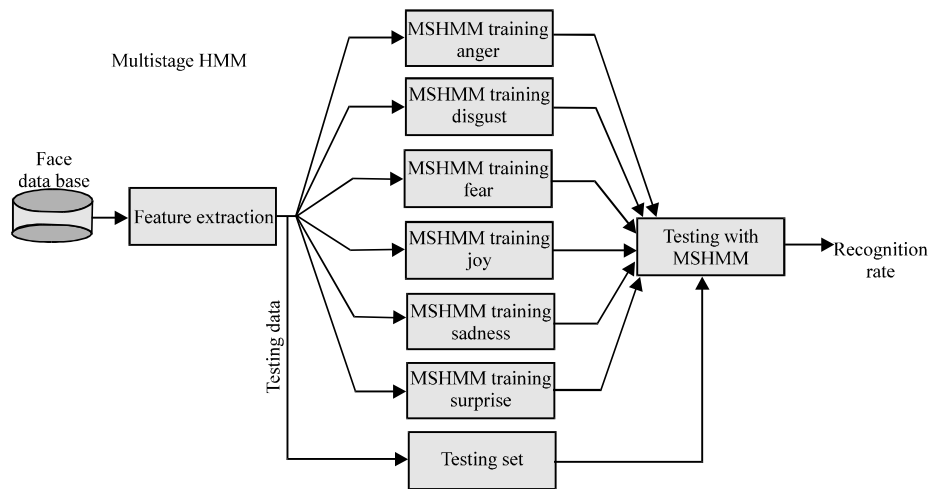 Multistage HMM
Face
data base
Feature extraction
Testing data
MSHMM training
anger
MSHMM training
disgust
MSHMM training
fear
MSHMM training
joy
MSHMM training
sadness
MSHMM training
surprise
Testing set
Testing with
MSHMM
Recognition
rate